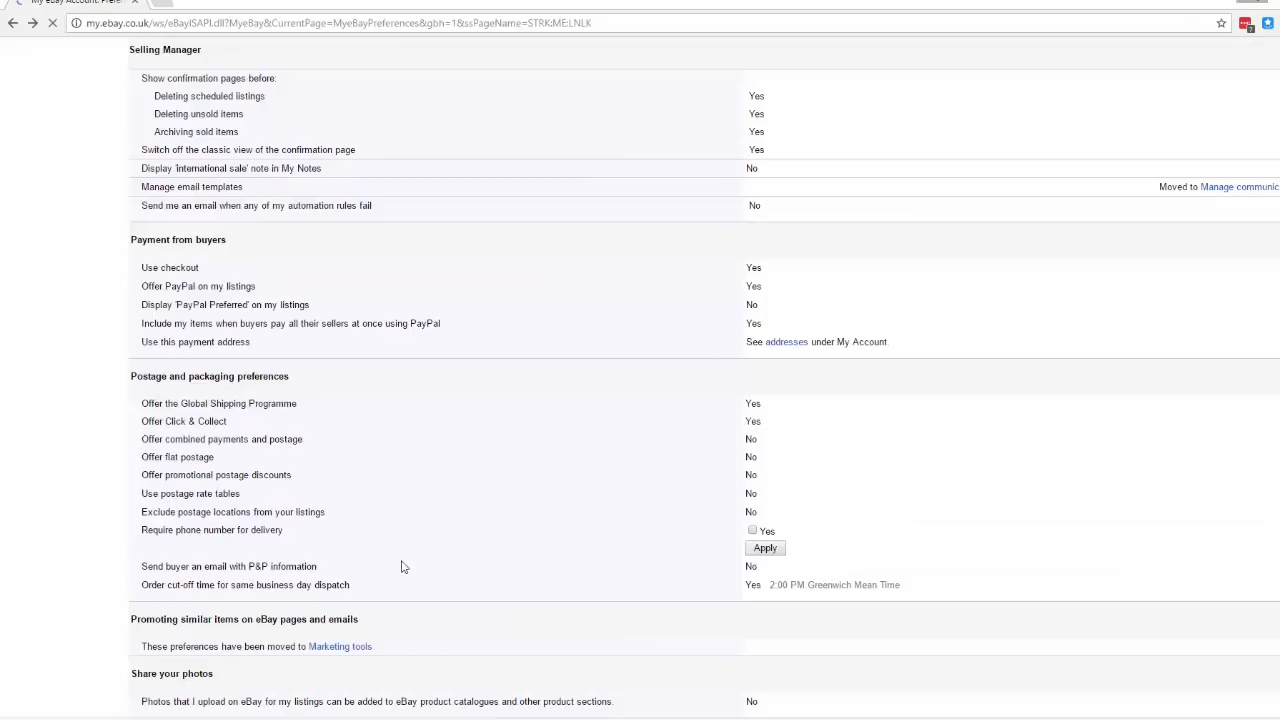 My eBay Account: Prefer
my.ebay.co.uk/ws/eBayISAPI.dll?MyeBay&CurrentPage=MyeBayPreferences&gbh=1&ssPageName=STRK:ME:LNLK
7
Selling Manager
Show confirmation pages before:
Deleting scheduled listings Yes
Deleting unsold items Yes
Archiving sold items Yes
Switch off the classic view of the confirmation page Yes
Display 'international sale' note in My Notes No
Manage email templates Moved to Manage communic
Send me an email when any of my automation rules fail No
Payment from buyers
Use checkout Yes
Offer PayPal on my listings Yes
Display 'PayPal Preferred' on my listings No
Include my items when buyers pay all their sellers at once using PayPal Yes
Use this payment address See addresses under My Account.
Postage and packaging preferences
Offer the Global Shipping Programme Yes
Offer Click & Collect Yes
Offer combined payments and postage No
Offer flat postage No
Offer promotional postage discounts No
Use postage rate tables No
Exclude postage locations from your listings No
Require phone number for delivery Yes
Apply
Send buyer an email with P&P information No
Order cut-off time for same business day dispatch Yes 2:00 PM Greenwich Mean Time
Promoting similar items on eBay pages and emails
These preferences have been moved to Marketing tools
Share your photos
Photos that I upload on eBay for my listings can be added to eBay product catalogues and other product sections. No